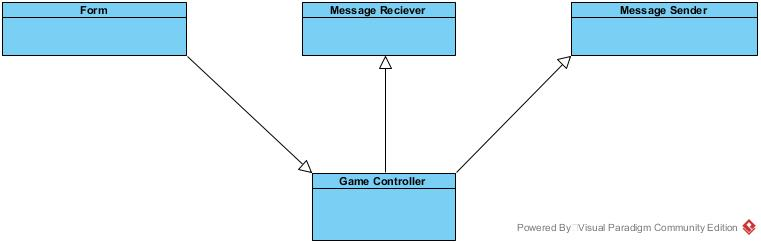 Form
Message Reciever
Message Sender
Game Controller
Powered By Visual Paradigm Community Edition